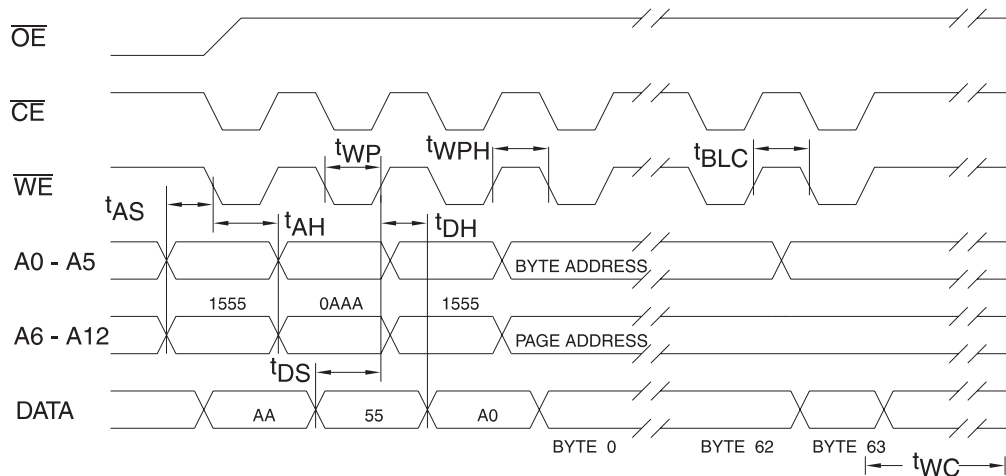 OE
CE
tWP tWPH tBLC
WE
tAS tAH tDH
A0 - A5 BYTE ADDRESS
1555 0AAA 1555
A6 - A12 PAGE ADDRESS
tDS
DATA AA 55 A0
BYTE 0 BYTE 62 BYTE 63
tWC